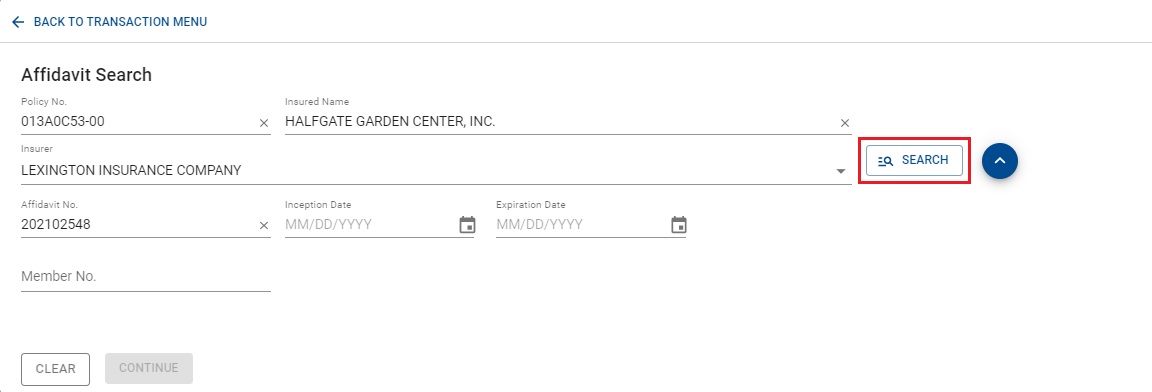 BACK TO TRANSACTION MENU
Affidavit Search
Policy No.
Insured Name
013A0C53-00
HALFGATE GARDEN CENTER, INC.
Insurer
LEXINGTON INSURANCE COMPANY
SEARCH
Affidavit No.
Inception Date
Expiration Date
202102548
MM/DD/YYYY
MM/DD/YYYY
Member No.
CLEAR
CONTINUE